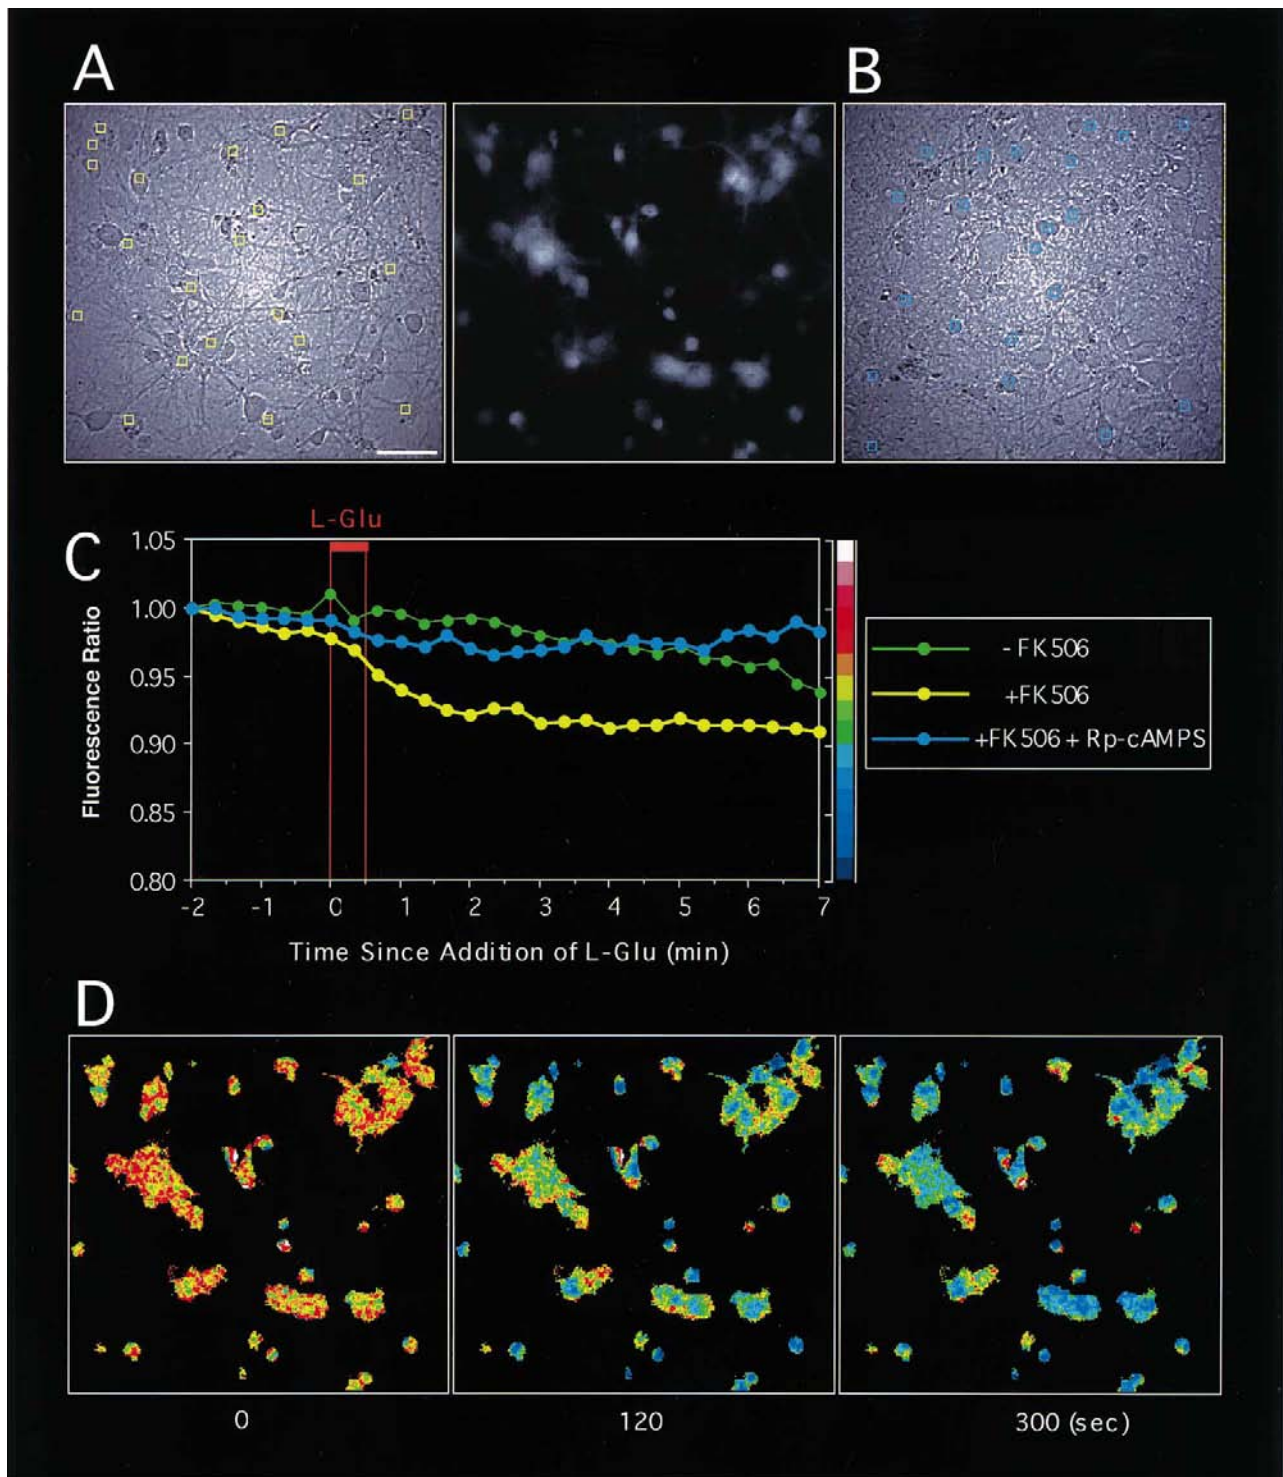 A
B
C
L-Glu
1.05
1.00
0.95
0.90
0.85
0.80
Fluorescence Ratio
-2 -1 0 1 2 3 4 5 6 7
Time Since Addition of L-Glu (min)
- FK506
+FK506
+FK506 + Rp-cAMPS
D
0
120
300 (sec)